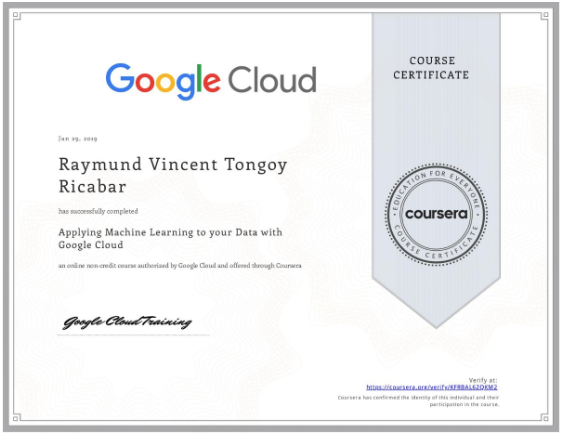 Google Cloud
COURSE
CERTIFICATE
Jan 29, 2019
Raymund Vincent Tongoy
Ricabar
has successfully completed
Applying Machine Learning to your Data with
Google Cloud
an online non-credit course authorized by Google Cloud and offered through Coursera
EDUCATION FOR EVERYONE
coursera
COURSE CERTIFICATE
Google Cloud Training
Verify at:
https://coursera.org/verify/KFRBAL62QKM2
Coursera has confirmed the identity of this individual and their
participation in the course.